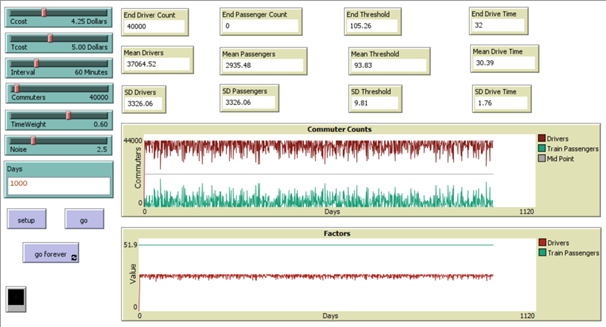 Ccost 4.25 Dollars
Tcost 5.00 Dollars
Interval 60 Minutes
Commuters 40000
TimeWeight 0.60
Noise 2.5
Days
1000
setup go
go forever
End Driver Count
40000
End Passenger Count
0
End Threshold
105.26
End Drive Time
32
Mean Drivers
37064.52
Mean Passengers
2935.48
Mean Threshold
93.83
Mean Drive Time
30.39
SD Drivers
3326.06
SD Passengers
3326.06
SD Threshold
9.81
SD Drive Time
1.76
Commuter Counts
44000
Commuters
0
0 Days 1120
Drivers
Train Passengers
Mid Point
Factors
51.9
Value
0
0 Days 1120
Drivers
Train Passengers